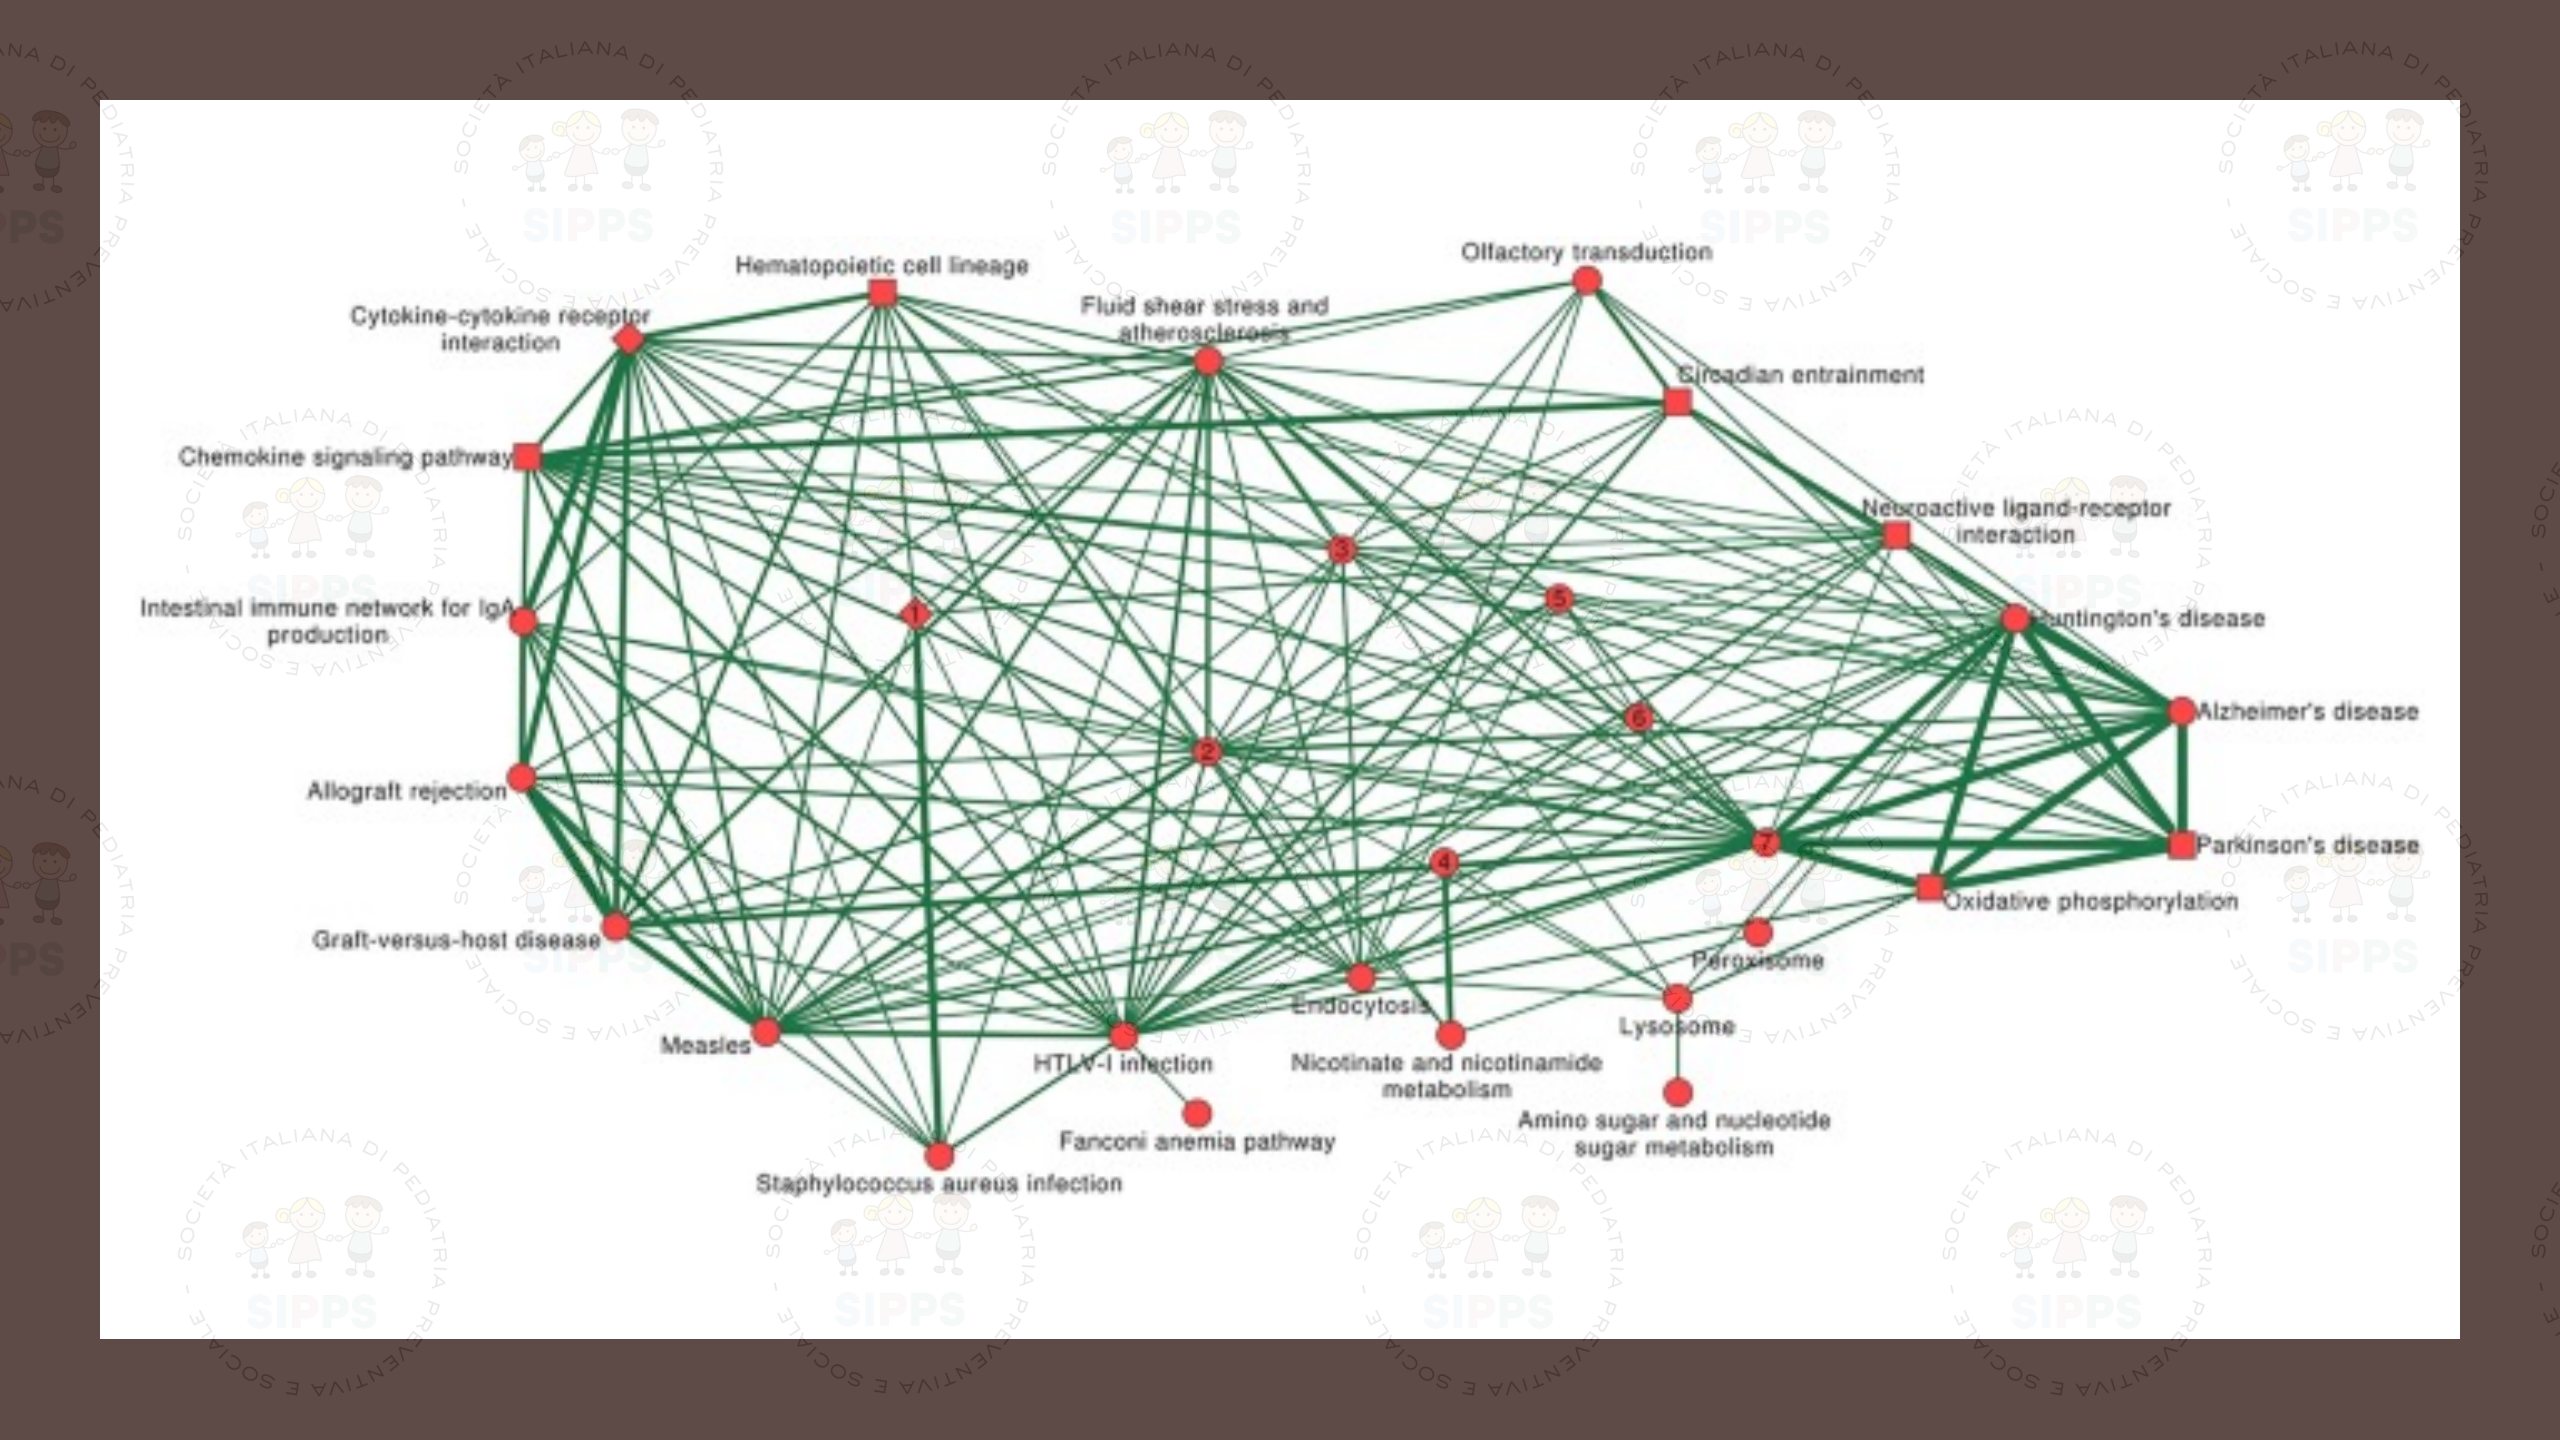 Olfactory transduction
Hematopoietic cell lineage
Fluid shear stress and
atherosclerosis
Cytokine-cytokine receptor
interaction
Circadian entrainment
Chemokine signaling pathway
Neuroactive ligand-receptor
interaction
3
5
1
Intestinal immune network for IgA
production
Huntington's disease
6
Alzheimer's disease
2
Allograft rejection
7
Parkinson's disease
4
Oxidative phosphorylation
Graft-versus-host disease
Peroxisome
Endocytosis
Lysosome
Measles
HTLV-I infection
Nicotinate and nicotinamide
metabolism
Amino sugar and nucleotide
sugar metabolism
Fanconi anemia pathway
Staphylococcus aureus infection
SOCIETÀ ITALIANA DI PEDIATRIA PREVENTIVA E SOCIALE -
SIPPS